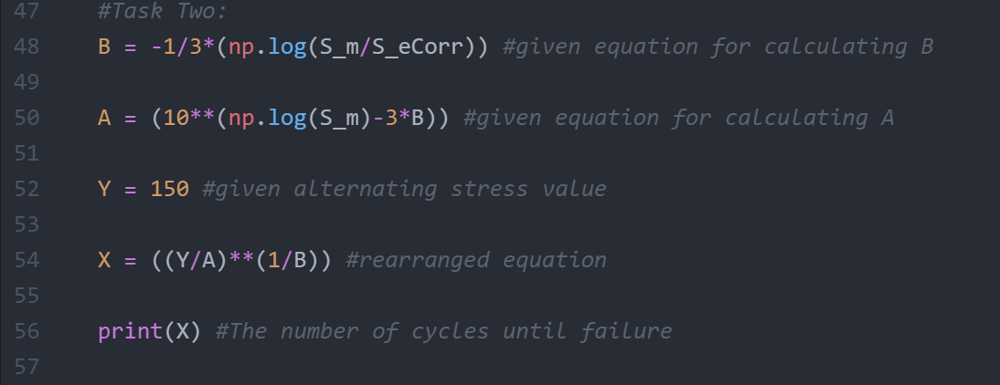 47 #Task Two:
48 B = -1/3*(np.log(S_m/S_eCorr)) #given equation for calculating B
49
50 A = (10**(np.log(S_m)-3*B)) #given equation for calculating A
51
52 Y = 150 #given alternating stress value
53
54 X = ((Y/A)**(1/B)) #rearranged equation
55
56 print(X) #The number of cycles until failure
57